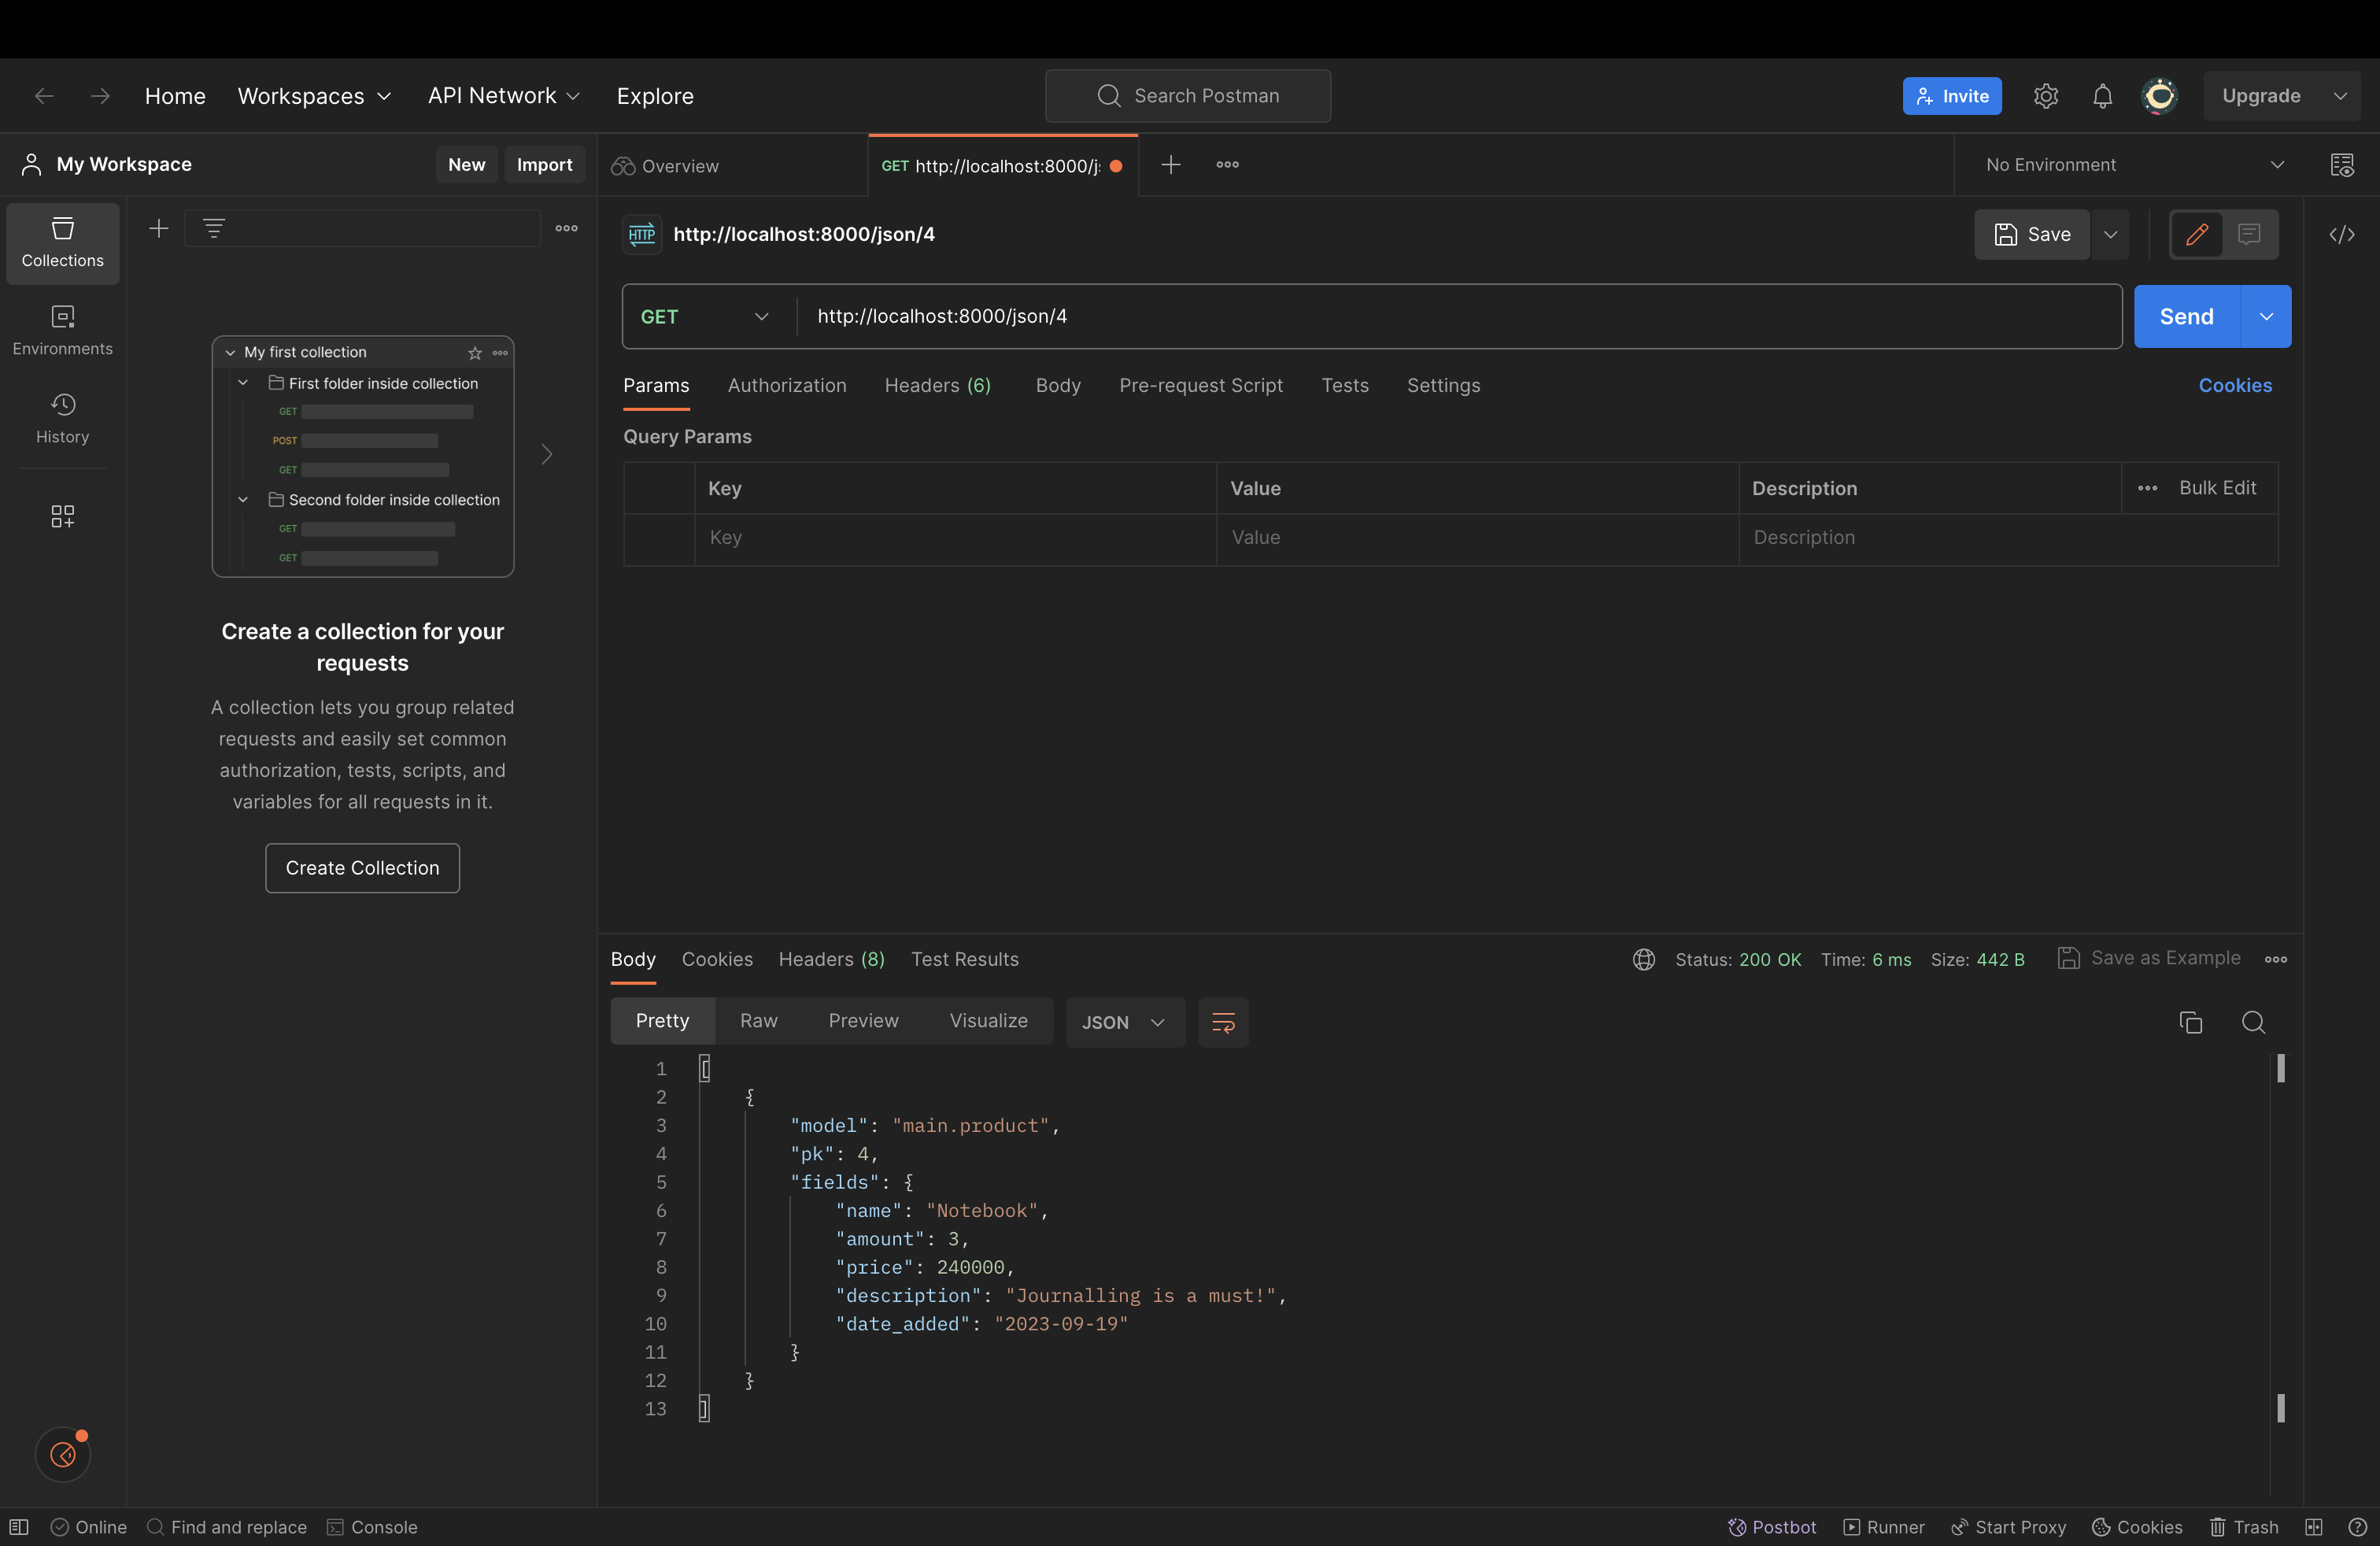 Home Workspaces API Network Explore Search Postman Invite Upgrade
My Workspace New Import Overview GET http://localhost:8000/j No Environment
Collections
Environments
History
My first collection
First folder inside collection
GET
POST
GET
Second folder inside collection
GET
GET
Create a collection for your
requests
A collection lets you group related
requests and easily set common
authorization, tests, scripts, and
variables for all requests in it.
Create Collection
HTTP http://localhost:8000/json/4 Save
GET http://localhost:8000/json/4 Send
Params Authorization Headers (6) Body Pre-request Script Tests Settings Cookies
Query Params
Key Value Description Bulk Edit
Key Value Description
Body Cookies Headers (8) Test Results Status: 200 OK Time: 6 ms Size: 442 B Save as Example
Pretty Raw Preview Visualize JSON
1 [
2 {
3 "model": "main.product",
4 "pk": 4,
5 "fields": {
6 "name": "Notebook",
7 "amount": 3,
8 "price": 240000,
9 "description": "Journalling is a must!",
10 "date_added": "2023-09-19"
11 }
12 }
13 ]
Online Find and replace Console Postbot Runner Start Proxy Cookies Trash